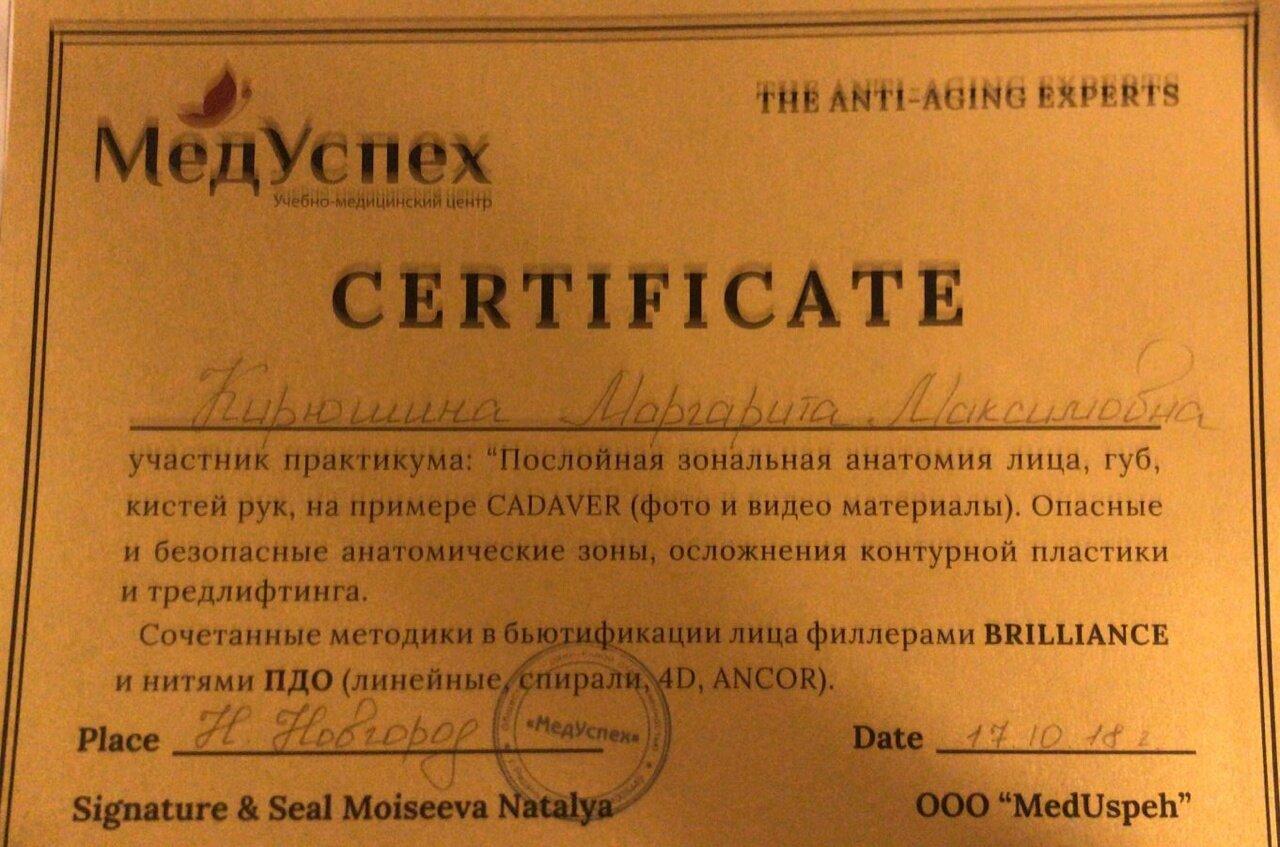 МедУспех
Учебно-медицинский центр
THE ANTI-AGING EXPERTS
CERTIFICATE
Кирюшина Маргарита Максимовна
участник практикума: “Послойная зональная анатомия лица, губ,
кистей рук, на примере CADAVER (фото и видео материалы). Опасные
и безопасные анатомические зоны, осложнения контурной пластики
и тредлифтинга.
Сочетанные методики в бьютификации лица филлерами BRILLIANCE
и нитями ПДО (линейные, спирали, 4D, ANCOR).
«МедУспех»
Place Н. Новгород
Date 17 10 18 г.
Signature & Seal Moiseeva Natalya
ООО “MedUspeh”